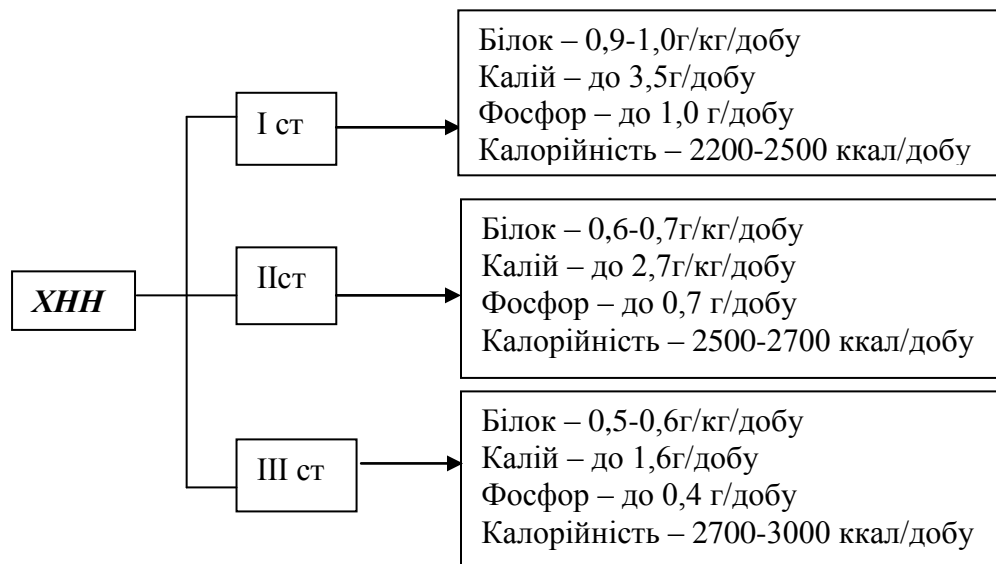 ХНН
І ст
Білок – 0,9-1,0г/кг/добу
Калій – до 3,5г/добу
Фосфор – до 1,0 г/добу
Калорійність – 2200-2500 ккал/добу
ІІст
Білок – 0,6-0,7г/кг/добу
Калій – до 2,7г/кг/добу
Фосфор – до 0,7 г/добу
Калорійність – 2500-2700 ккал/добу
ІІІ ст
Білок – 0,5-0,6г/кг/добу
Калій – до 1,6г/добу
Фосфор – до 0,4 г/добу
Калорійність – 2700-3000 ккал/добу